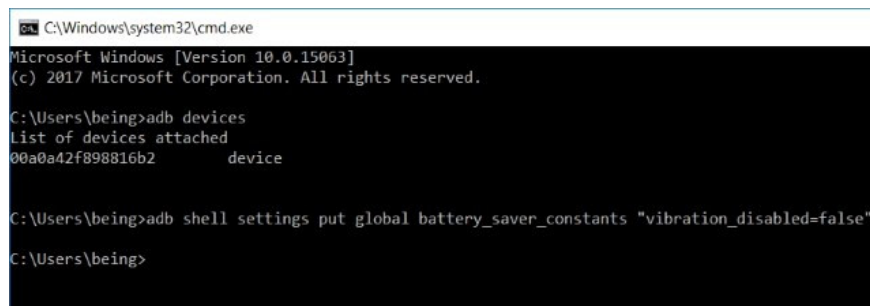 C:\Windows\system32\cmd.exe
Microsoft Windows [Version 10.0.15063]
(c) 2017 Microsoft Corporation. All rights reserved.
C:\Users\being>adb devices
List of devices attached
00a0a42f898816b2 device
C:\Users\being>adb shell settings put global battery_saver_constants "vibration_disabled=false"
C:\Users\being>